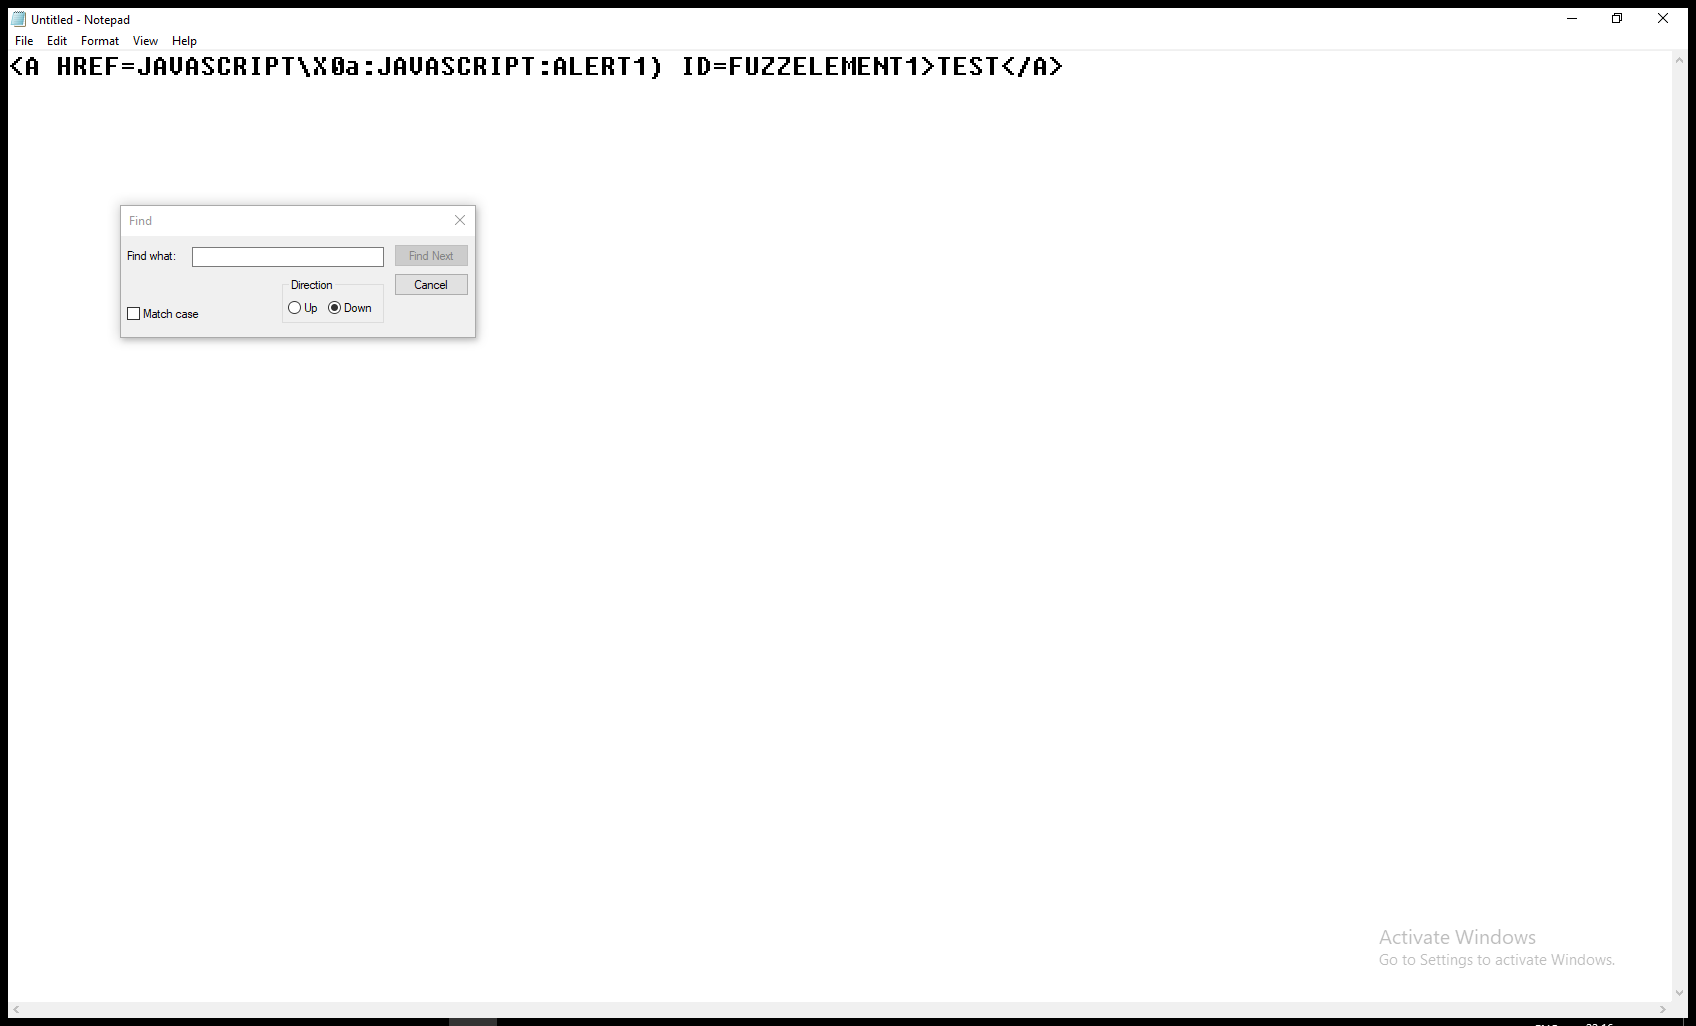 Untitled - Notepad
File Edit Format View Help
<A HREF=JAVASCRIPT\X0a:JAVASCRIPT:ALERT1) ID=FUZZELEMENT1>TEST</A>
Find
Find what:
Find Next
Direction
Cancel
Up Down
Match case
Activate Windows
Go to Settings to activate Windows.